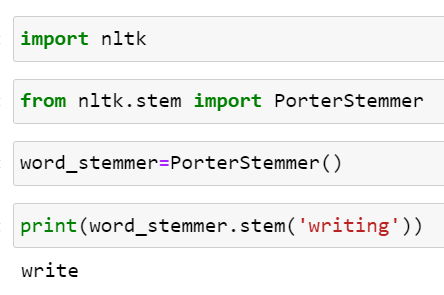 import nltk
from nltk.stem import PorterStemmer
word_stemmer=PorterStemmer()
print(word_stemmer.stem('writing'))
write